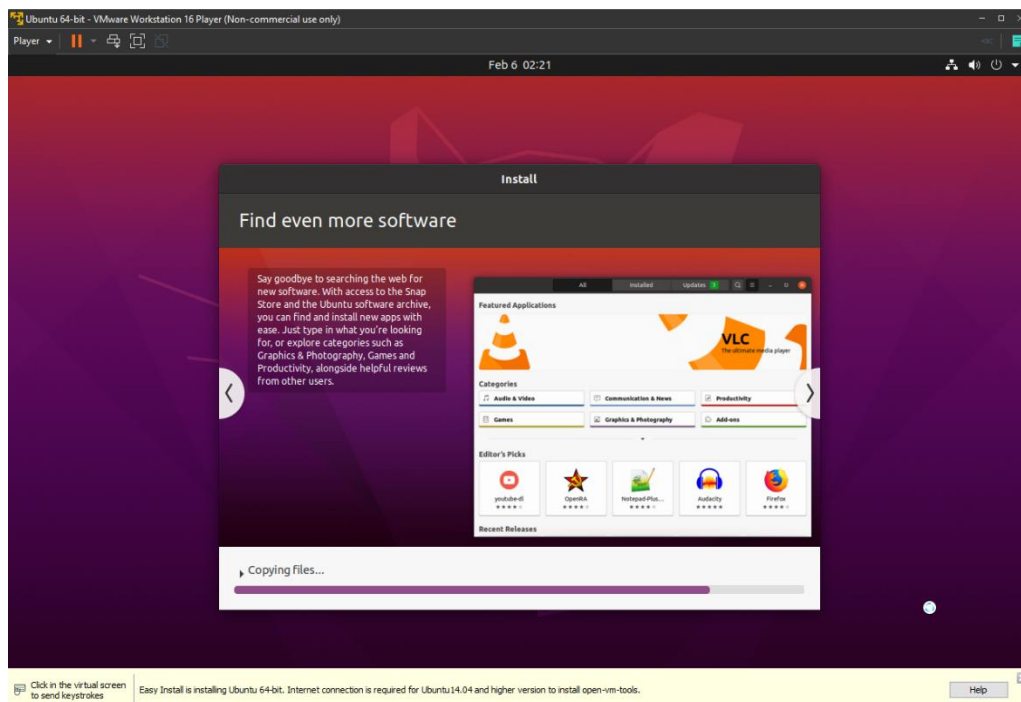 Ubuntu 64-bit - VMware Workstation 16 Player (Non-commercial use only)
Player
Feb 6 02:21
Install
Find even more software
Say goodbye to searching the web for
new software. With access to the Snap
Store and the Ubuntu software archive,
you can find and install new apps with
ease. Just type in what you're looking
for, or explore categories such as
Graphics & Photography, Games and
Productivity, alongside helpful reviews
from other users.
All Installed Updates
Featured Applications
VLC
The ultimate media player
Categories
Audio & Video Communication & News Productivity
Games Graphics & Photography Add-ons
Editor's Picks
youtube-dl OpenRA Notepad-Plus... Audacity Firefox
Recent Releases
Copying files...
Click in the virtual screen
to send keystrokes
Easy Install is installing Ubuntu 64-bit. Internet connection is required for Ubuntu14.04 and higher version to install open-vm-tools.
Help